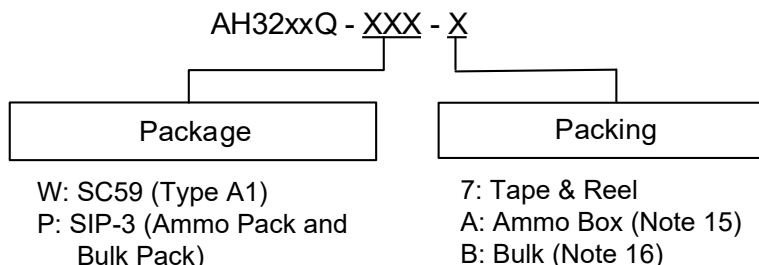 AH32xxQ - XXX - X
Package
Packing
W: SC59 (Type A1)
P: SIP-3 (Ammo Pack and
Bulk Pack)
7: Tape & Reel
A: Ammo Box (Note 15)
B: Bulk (Note 16)